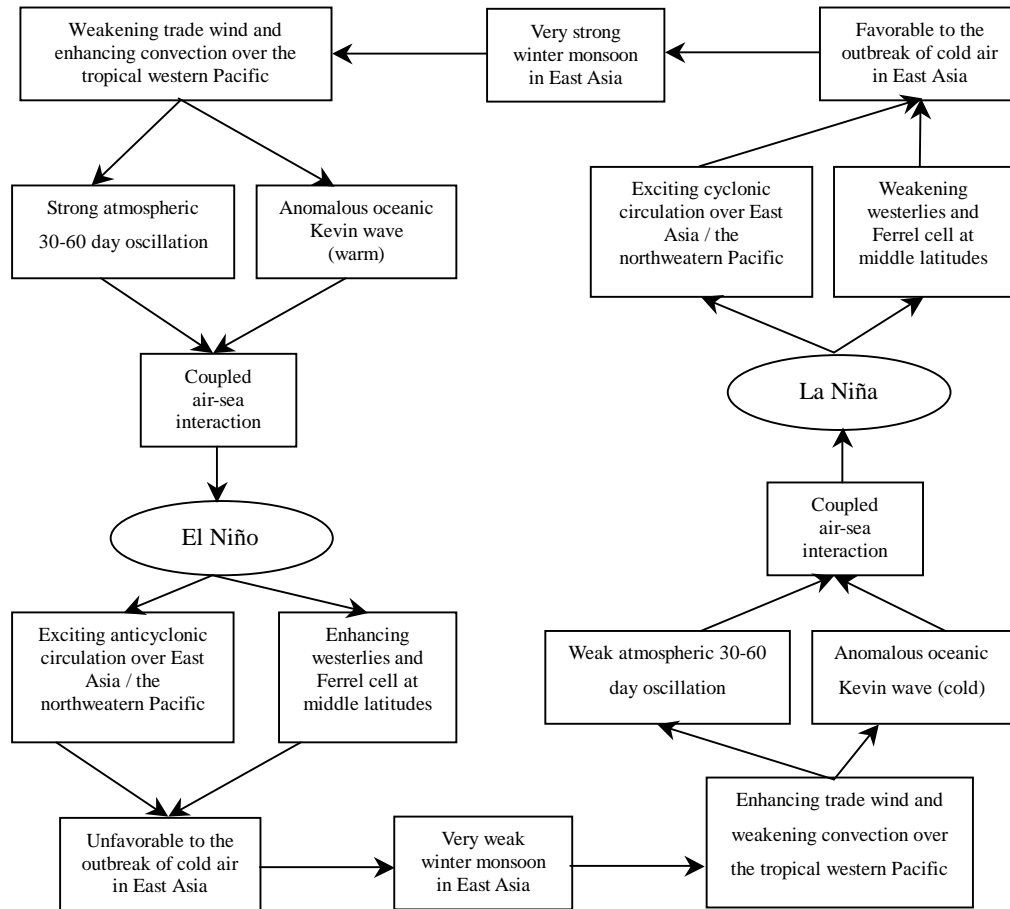 Weakening trade wind and
enhancing convection over the
tropical western Pacific
Very strong
winter monsoon
in East Asia
Favorable to the
outbreak of cold air
in East Asia
Strong atmospheric
30-60 day oscillation
Anomalous oceanic
Kevin wave
(warm)
Exciting cyclonic
circulation over East
Asia / the
northweatern Pacific
Weakening
westerlies and
Ferrel cell at
middle latitudes
Coupled
air-sea
interaction
La Niña
El Niño
Coupled
air-sea
interaction
Exciting anticyclonic
circulation over East
Asia / the
northweatern Pacific
Enhancing
westerlies and
Ferrel cell at
middle latitudes
Weak atmospheric 30-60
day oscillation
Anomalous oceanic
Kevin wave (cold)
Unfavorable to the
outbreak of cold air
in East Asia
Very weak
winter monsoon
in East Asia
Enhancing trade wind and
weakening convection over
the tropical western Pacific